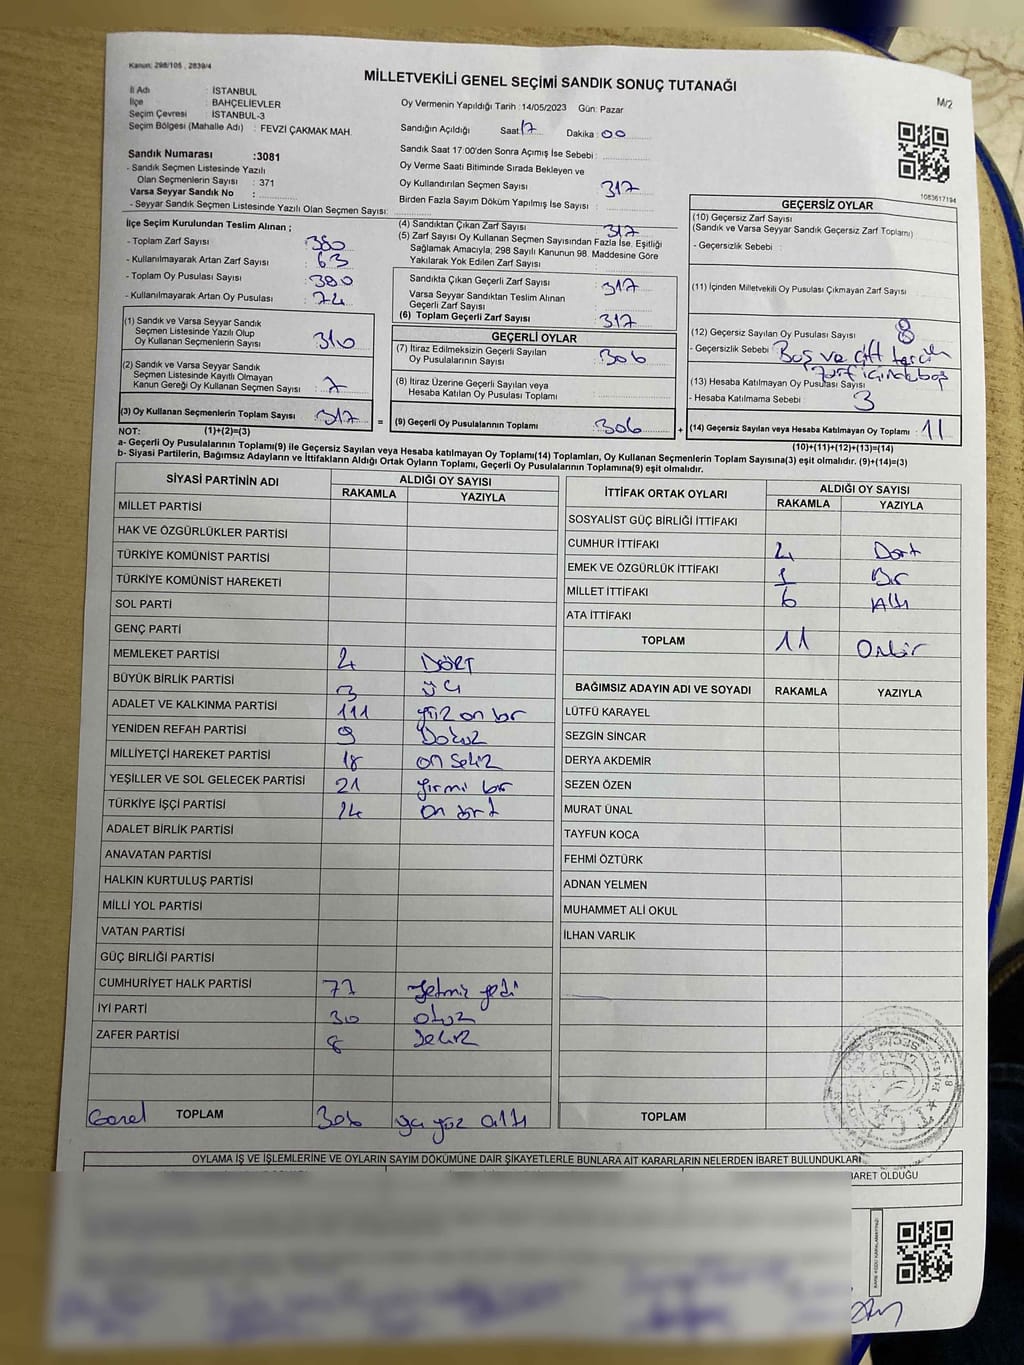 Kanun: 298/105 , 2839/4
MİLLETVEKİLİ GENEL SEÇİMİ SANDIK SONUÇ TUTANAĞI
M/2
İl Adı : İSTANBUL
İlçe : BAHÇELİEVLER
Seçim Çevresi : İSTANBUL-3
Seçim Bölgesi (Mahalle Adı) : FEVZİ ÇAKMAK MAH.
Sandık Numarası :3081
- Sandık Seçmen Listesinde Yazılı
Olan Seçmenlerin Sayısı : 371
Varsa Seyyar Sandık No :
- Seyyar Sandık Seçmen Listesinde Yazılı Olan Seçmen Sayısı:
Oy Vermenin Yapıldığı Tarih :14/05/2023 Gün: Pazar
Sandığın Açıldığı Saat 17 Dakika : 00
Sandık Saat 17:00'den Sonra Açımış İse Sebebi :
Oy Verme Saati Bitiminde Sırada Bekleyen ve
Oy Kullandırılan Seçmen Sayısı 317
Birden Fazla Sayım Döküm Yapılmış İse Sayısı :
1083617194
İlçe Seçim Kurulundan Teslim Alınan ;
- Toplam Zarf Sayısı : 380
- Kullanılmayarak Artan Zarf Sayısı : 63
- Toplam Oy Pusulası Sayısı : 380
- Kullanılmayarak Artan Oy Pusulası : 74
(1) Sandık ve Varsa Seyyar Sandık
Seçmen Listesinde Yazılı Olup
Oy Kullanan Seçmenlerin Sayısı : 310
(2) Sandık ve Varsa Seyyar Sandık
Seçmen Listesinde Kayıtlı Olmayan
Kanun Gereği Oy Kullanan Seçmen Sayısı : 7
(3) Oy Kullanan Seçmenlerin Toplam Sayısı : 317
(4) Sandıktan Çıkan Zarf Sayısı : 317
(5) Zarf Sayısı Oy Kullanan Seçmen Sayısından Fazla İse, Eşitliği
Sağlamak Amacıyla, 298 Sayılı Kanunun 98. Maddesine Göre
Yakılarak Yok Edilen Zarf Sayısı :
Sandıkta Çıkan Geçerli Zarf Sayısı : 317
Varsa Seyyar Sandıktan Teslim Alınan
Geçerli Zarf Sayısı :
(6) Toplam Geçerli Zarf Sayısı : 317
GEÇERLİ OYLAR
(7) İtiraz Edilmeksizin Geçerli Sayılan
Oy Pusulalarının Sayısı : 306
(8) İtiraz Üzerine Geçerli Sayılan veya
Hesaba Katılan Oy Pusulası Toplamı :
= (9) Geçerli Oy Pusulalarının Toplamı : 306
GEÇERSİZ OYLAR
(10) Geçersiz Zarf Sayısı
(Sandık ve Varsa Seyyar Sandık Geçersiz Zarf Toplamı)
- Geçersizlik Sebebi :
(11) İçinden Milletvekili Oy Pusulası Çıkmayan Zarf Sayısı
(12) Geçersiz Sayılan Oy Pusulası Sayısı : 8
- Geçersizlik Sebebi : Boş ve çift tercih
zarf içinde boş
(13) Hesaba Katılmayan Oy Pusulası Sayısı
- Hesaba Katılmama Sebebi : 3
+ (14) Geçersiz Sayılan veya Hesaba Katılmayan Oy Toplamı : 11
NOT: (1)+(2)=(3)
(10)+(11)+(12)+(13)=(14)
a- Geçerli Oy Pusulalarının Toplamı(9) ile Geçersiz Sayılan veya Hesaba katılmayan Oy Toplamı(14) Toplamları, Oy Kullanan Seçmenlerin Toplam Sayısına(3) eşit olmalıdır. (9)+(14)=(3)
b- Siyasi Partilerin, Bağımsız Adayların ve İttifakların Aldığı Ortak Oyların Toplamı, Geçerli Oy Pusulalarının Toplamına(9) eşit olmalıdır.
SİYASİ PARTİNİN ADI ALDIĞI OY SAYISI
RAKAMLA YAZIYLA
MİLLET PARTİSİ
HAK VE ÖZGÜRLÜKLER PARTİSİ
TÜRKİYE KOMÜNİST PARTİSİ
TÜRKİYE KOMÜNİST HAREKETİ
SOL PARTİ
GENÇ PARTİ
MEMLEKET PARTİSİ 4 DÖRT
BÜYÜK BİRLİK PARTİSİ 3 üç
ADALET VE KALKINMA PARTİSİ 111 yüz on bir
YENİDEN REFAH PARTİSİ 9 Dokuz
MİLLİYETÇİ HAREKET PARTİSİ 18 on sekiz
YEŞİLLER VE SOL GELECEK PARTİSİ 21 yirmi bir
TÜRKİYE İŞÇİ PARTİSİ 14 on dört
ADALET BİRLİK PARTİSİ
ANAVATAN PARTİSİ
HALKIN KURTULUŞ PARTİSİ
MİLLİ YOL PARTİSİ
VATAN PARTİSİ
GÜÇ BİRLİĞİ PARTİSİ
CUMHURİYET HALK PARTİSİ 77 yetmiş yedi
İYİ PARTİ 30 otuz
ZAFER PARTİSİ 8 sekiz
Genel TOPLAM 306 üç yüz altı
İTTİFAK ORTAK OYLARI ALDIĞI OY SAYISI
RAKAMLA YAZIYLA
SOSYALİST GÜÇ BİRLİĞİ İTTİFAKI
CUMHUR İTTİFAKI 4 Dört
EMEK VE ÖZGÜRLÜK İTTİFAKI 1 Bir
MİLLET İTTİFAKI 6 Altı
ATA İTTİFAKI
TOPLAM 11 Onbir
BAĞIMSIZ ADAYIN ADI VE SOYADI RAKAMLA YAZIYLA
LÜTFÜ KARAYEL
SEZGİN SİNCAR
DERYA AKDEMİR
SEZEN ÖZEN
MURAT ÜNAL
TAYFUN KOCA
FEHMİ ÖZTÜRK
ADNAN YELMEN
MUHAMMET ALİ OKUL
İLHAN VARLIK
TOPLAM
OYLAMA İŞ VE İŞLEMLERİNE VE OYLARIN SAYIM DÖKÜMÜNE DAİR ŞİKAYETLERLE BUNLARA AİT KARARLARIN NELERDEN İBARET BULUNDUKLARI
İBARET OLDUĞU